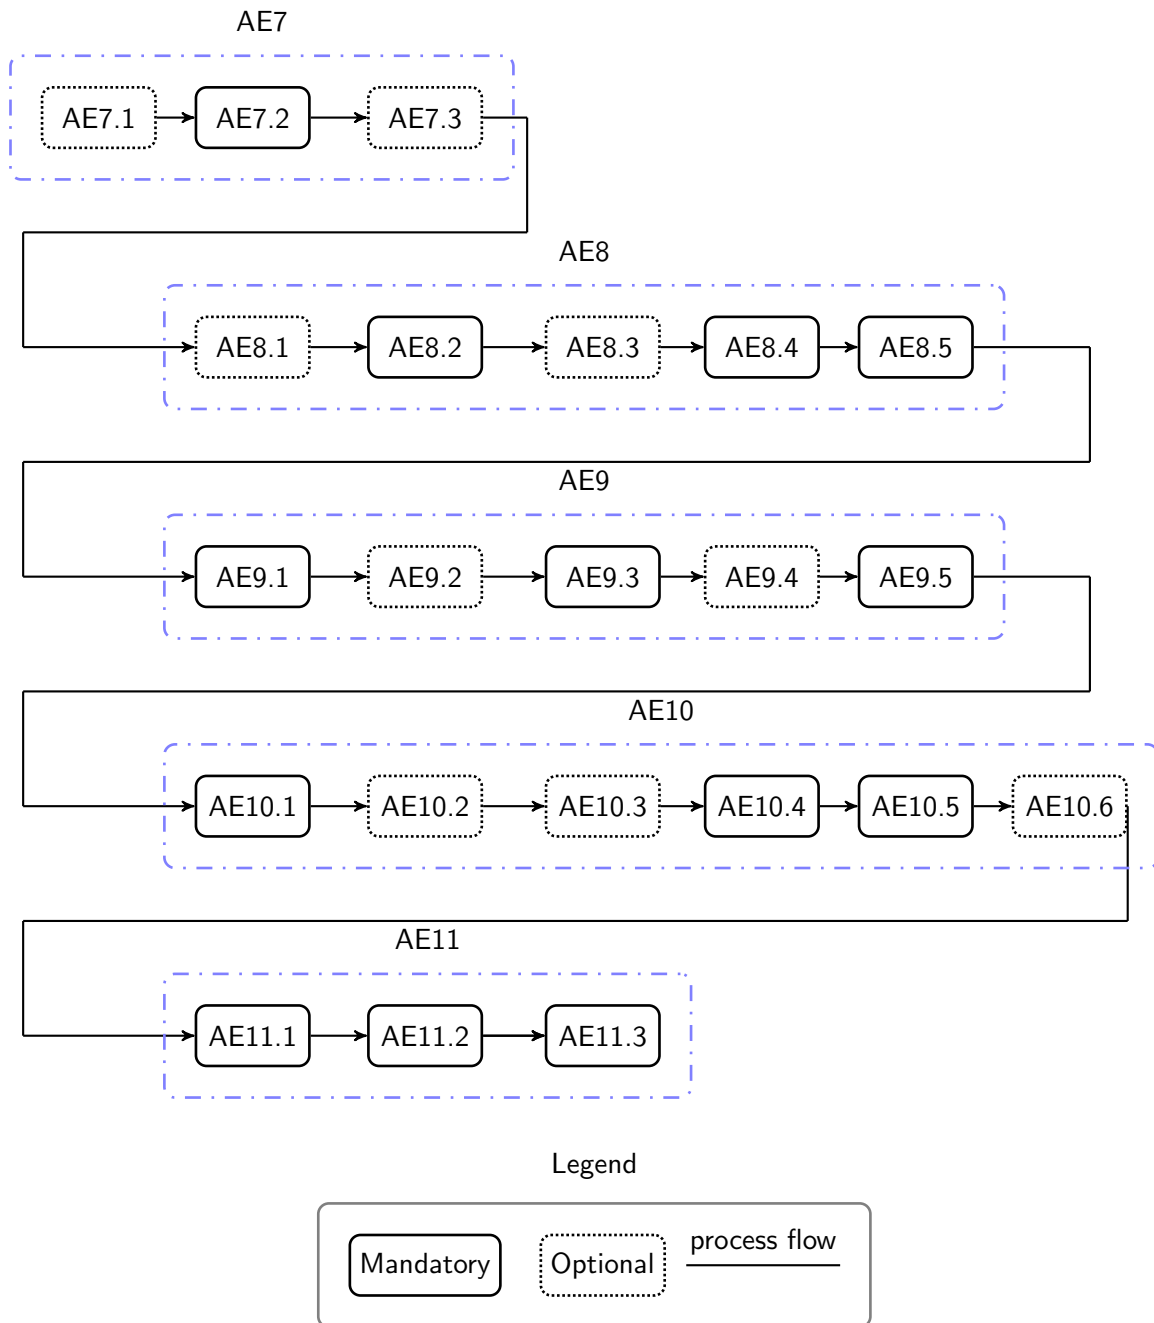 AE7
AE7.1 AE7.2 AE7.3
AE8
AE8.1 AE8.2 AE8.3 AE8.4 AE8.5
AE9
AE9.1 AE9.2 AE9.3 AE9.4 AE9.5
AE10
AE10.1 AE10.2 AE10.3 AE10.4 AE10.5 AE10.6
AE11
AE11.1 AE11.2 AE11.3
Legend
Mandatory Optional process flow